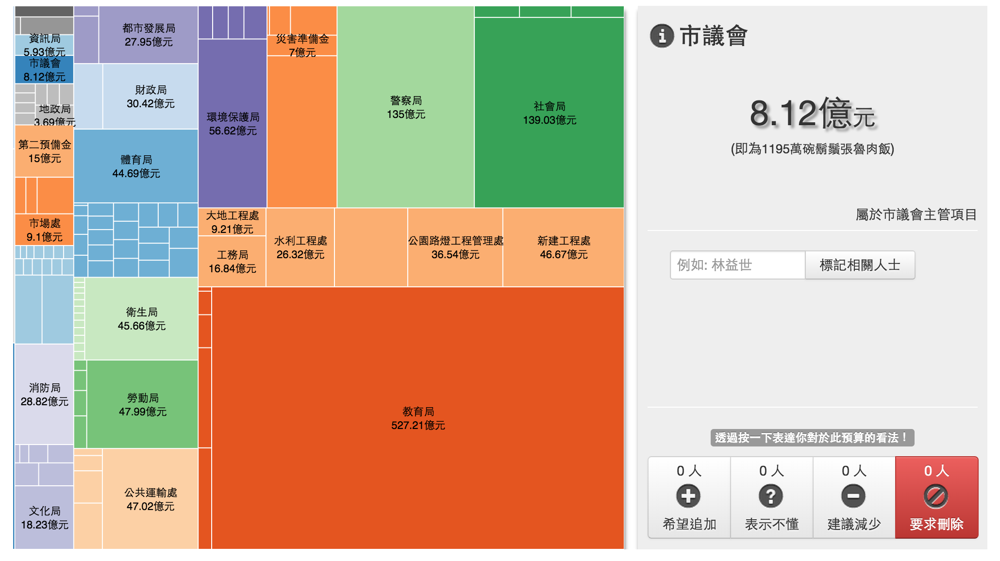 資訊局
5.93億元
市議會
8.12億元
地政局
3.69億元
第二預備金
15億元
市場處
9.1億元
消防局
28.82億元
文化局
18.23億元
都市發展局
27.95億元
財政局
30.42億元
體育局
44.69億元
衛生局
45.66億元
勞動局
47.99億元
公共運輸處
47.02億元
環境保護局
56.62億元
災害準備金
7億元
警察局
135億元
社會局
139.03億元
大地工程處
9.21億元
工務局
16.84億元
水利工程處
26.32億元
公園路燈工程管理處
36.54億元
新建工程處
46.67億元
教育局
527.21億元
市議會
8.12億元
(即為1195萬碗鬍鬚張魯肉飯)
屬於市議會主管項目
例如: 林益世
標記相關人士
透過按一下表達你對於此預算的看法！
0 人
希望追加
0 人
表示不懂
0 人
建議減少
0 人
要求刪除